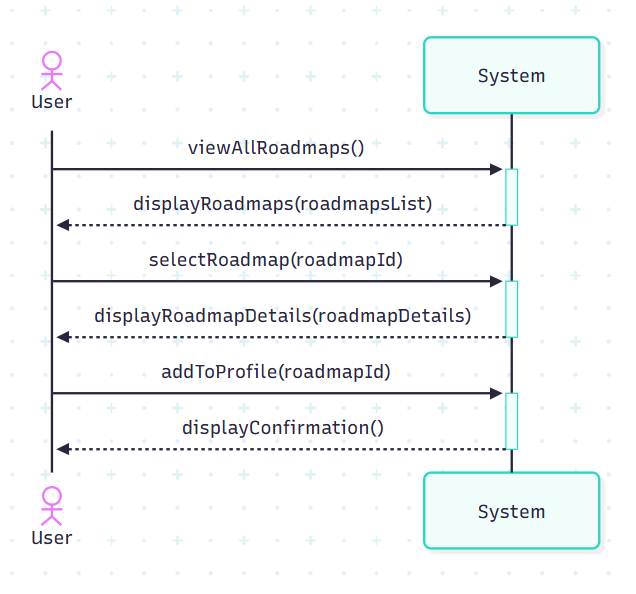 System
User
viewAllRoadmaps()
displayRoadmaps(roadmapsList)
selectRoadmap(roadmapId)
displayRoadmapDetails(roadmapDetails)
addToProfile(roadmapId)
displayConfirmation()
System
User